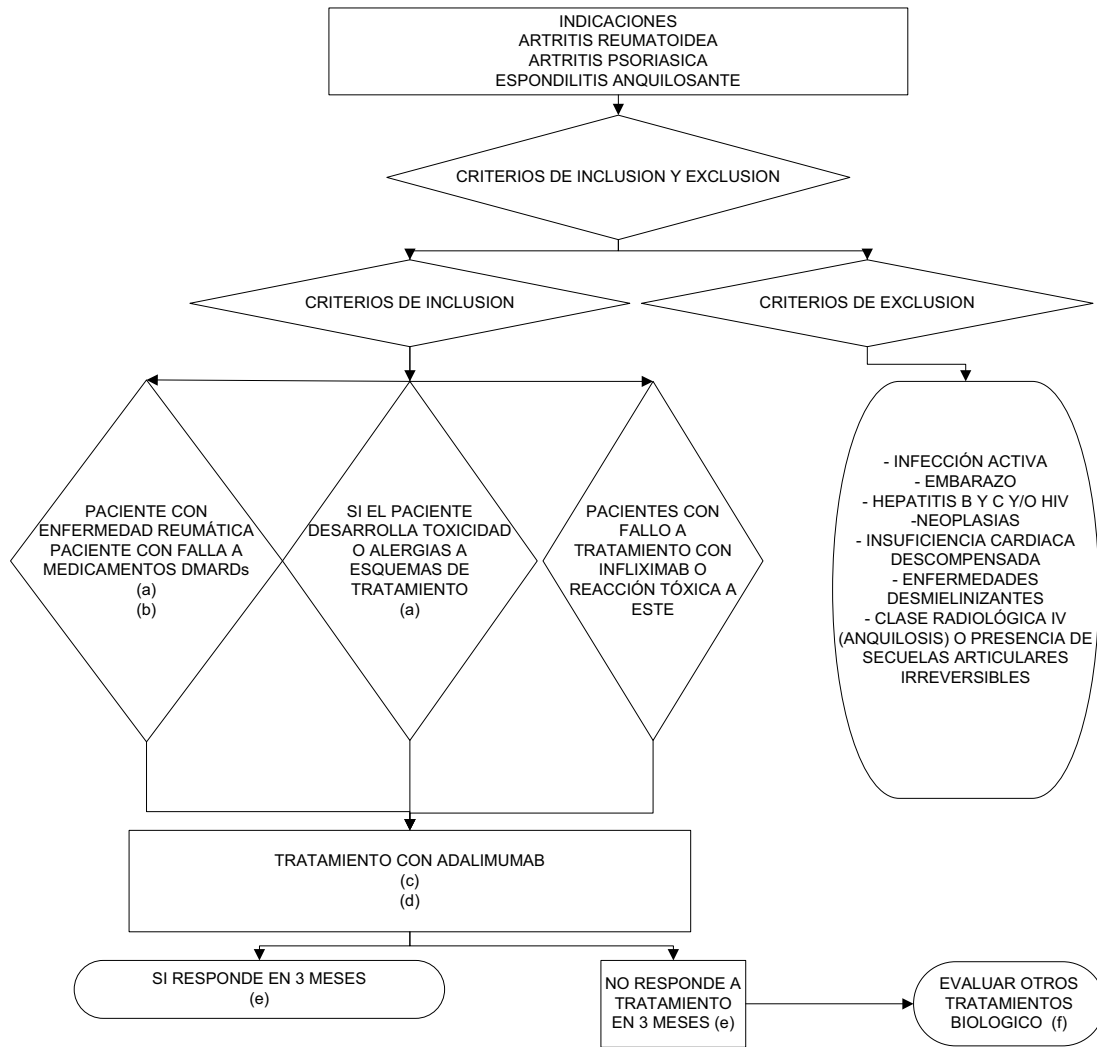 INDICACIONES
ARTRITIS REUMATOIDEA
ARTRITIS PSORIASICA
ESPONDILITIS ANQUILOSANTE
CRITERIOS DE INCLUSION Y EXCLUSION
CRITERIOS DE INCLUSION
CRITERIOS DE EXCLUSION
PACIENTE CON
ENFERMEDAD REUMÁTICA
PACIENTE CON FALLA A
MEDICAMENTOS DMARDs
(a)
(b)
SI EL PACIENTE
DESARROLLA TOXICIDAD
O ALERGIAS A
ESQUEMAS DE
TRATAMIENTO
(a)
PACIENTES CON
FALLO A
TRATAMIENTO CON
INFLIXIMAB O
REACCIÓN TÓXICA A
ESTE
- INFECCIÓN ACTIVA
- EMBARAZO
- HEPATITIS B Y C Y/O HIV
-NEOPLASIAS
- INSUFICIENCIA CARDIACA
DESCOMPENSADA
- ENFERMEDADES
DESMIELINIZANTES
- CLASE RADIOLÓGICA IV
(ANQUILOSIS) O PRESENCIA DE
SECUELAS ARTICULARES
IRREVERSIBLES
TRATAMIENTO CON ADALIMUMAB
(c)
(d)
SI RESPONDE EN 3 MESES
(e)
NO RESPONDE A
TRATAMIENTO
EN 3 MESES (e)
EVALUAR OTROS
TRATAMIENTOS
BIOLOGICO (f)